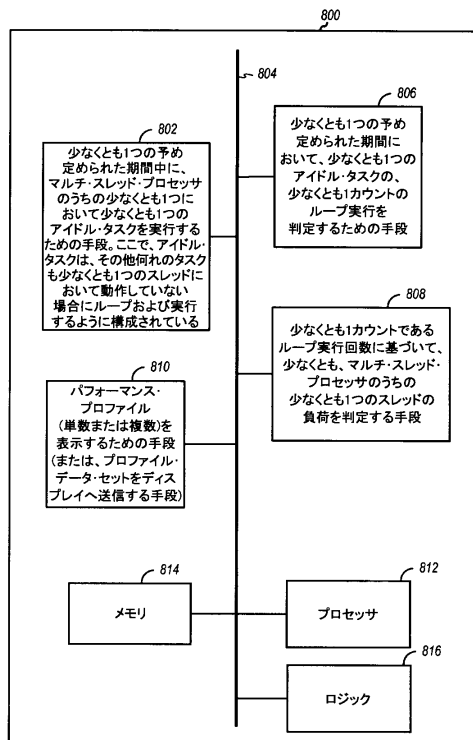 800
804
802
少なくとも1つの予め
定められた期間中に、
マルチ・スレッド・プロセッサ
のうちの少なくとも1つに
おいて少なくとも1つの
アイドル・タスクを実行する
ための手段。ここで、アイドル・
タスクは、その他何れのタスク
も少なくとも1つのスレッドに
おいて動作していない
場合にループおよび実行
するように構成されている
806
少なくとも1つの予め
定められた期間に
おいて、少なくとも1つの
アイドル・タスクの、
少なくとも1カウントの
ループ実行を
判定するための手段
808
少なくとも1カウントである
ループ実行回数に基づいて、
少なくとも、マルチ・スレッド・
プロセッサのうちの
少なくとも1つのスレッドの
負荷を判定する手段
810
パフォーマンス・
プロファイル
(単数または複数)を
表示するための手段
(または、プロファイル・
データ・セットをディス
プレイへ送信する手段)
814
メモリ
812
プロセッサ
816
ロジック